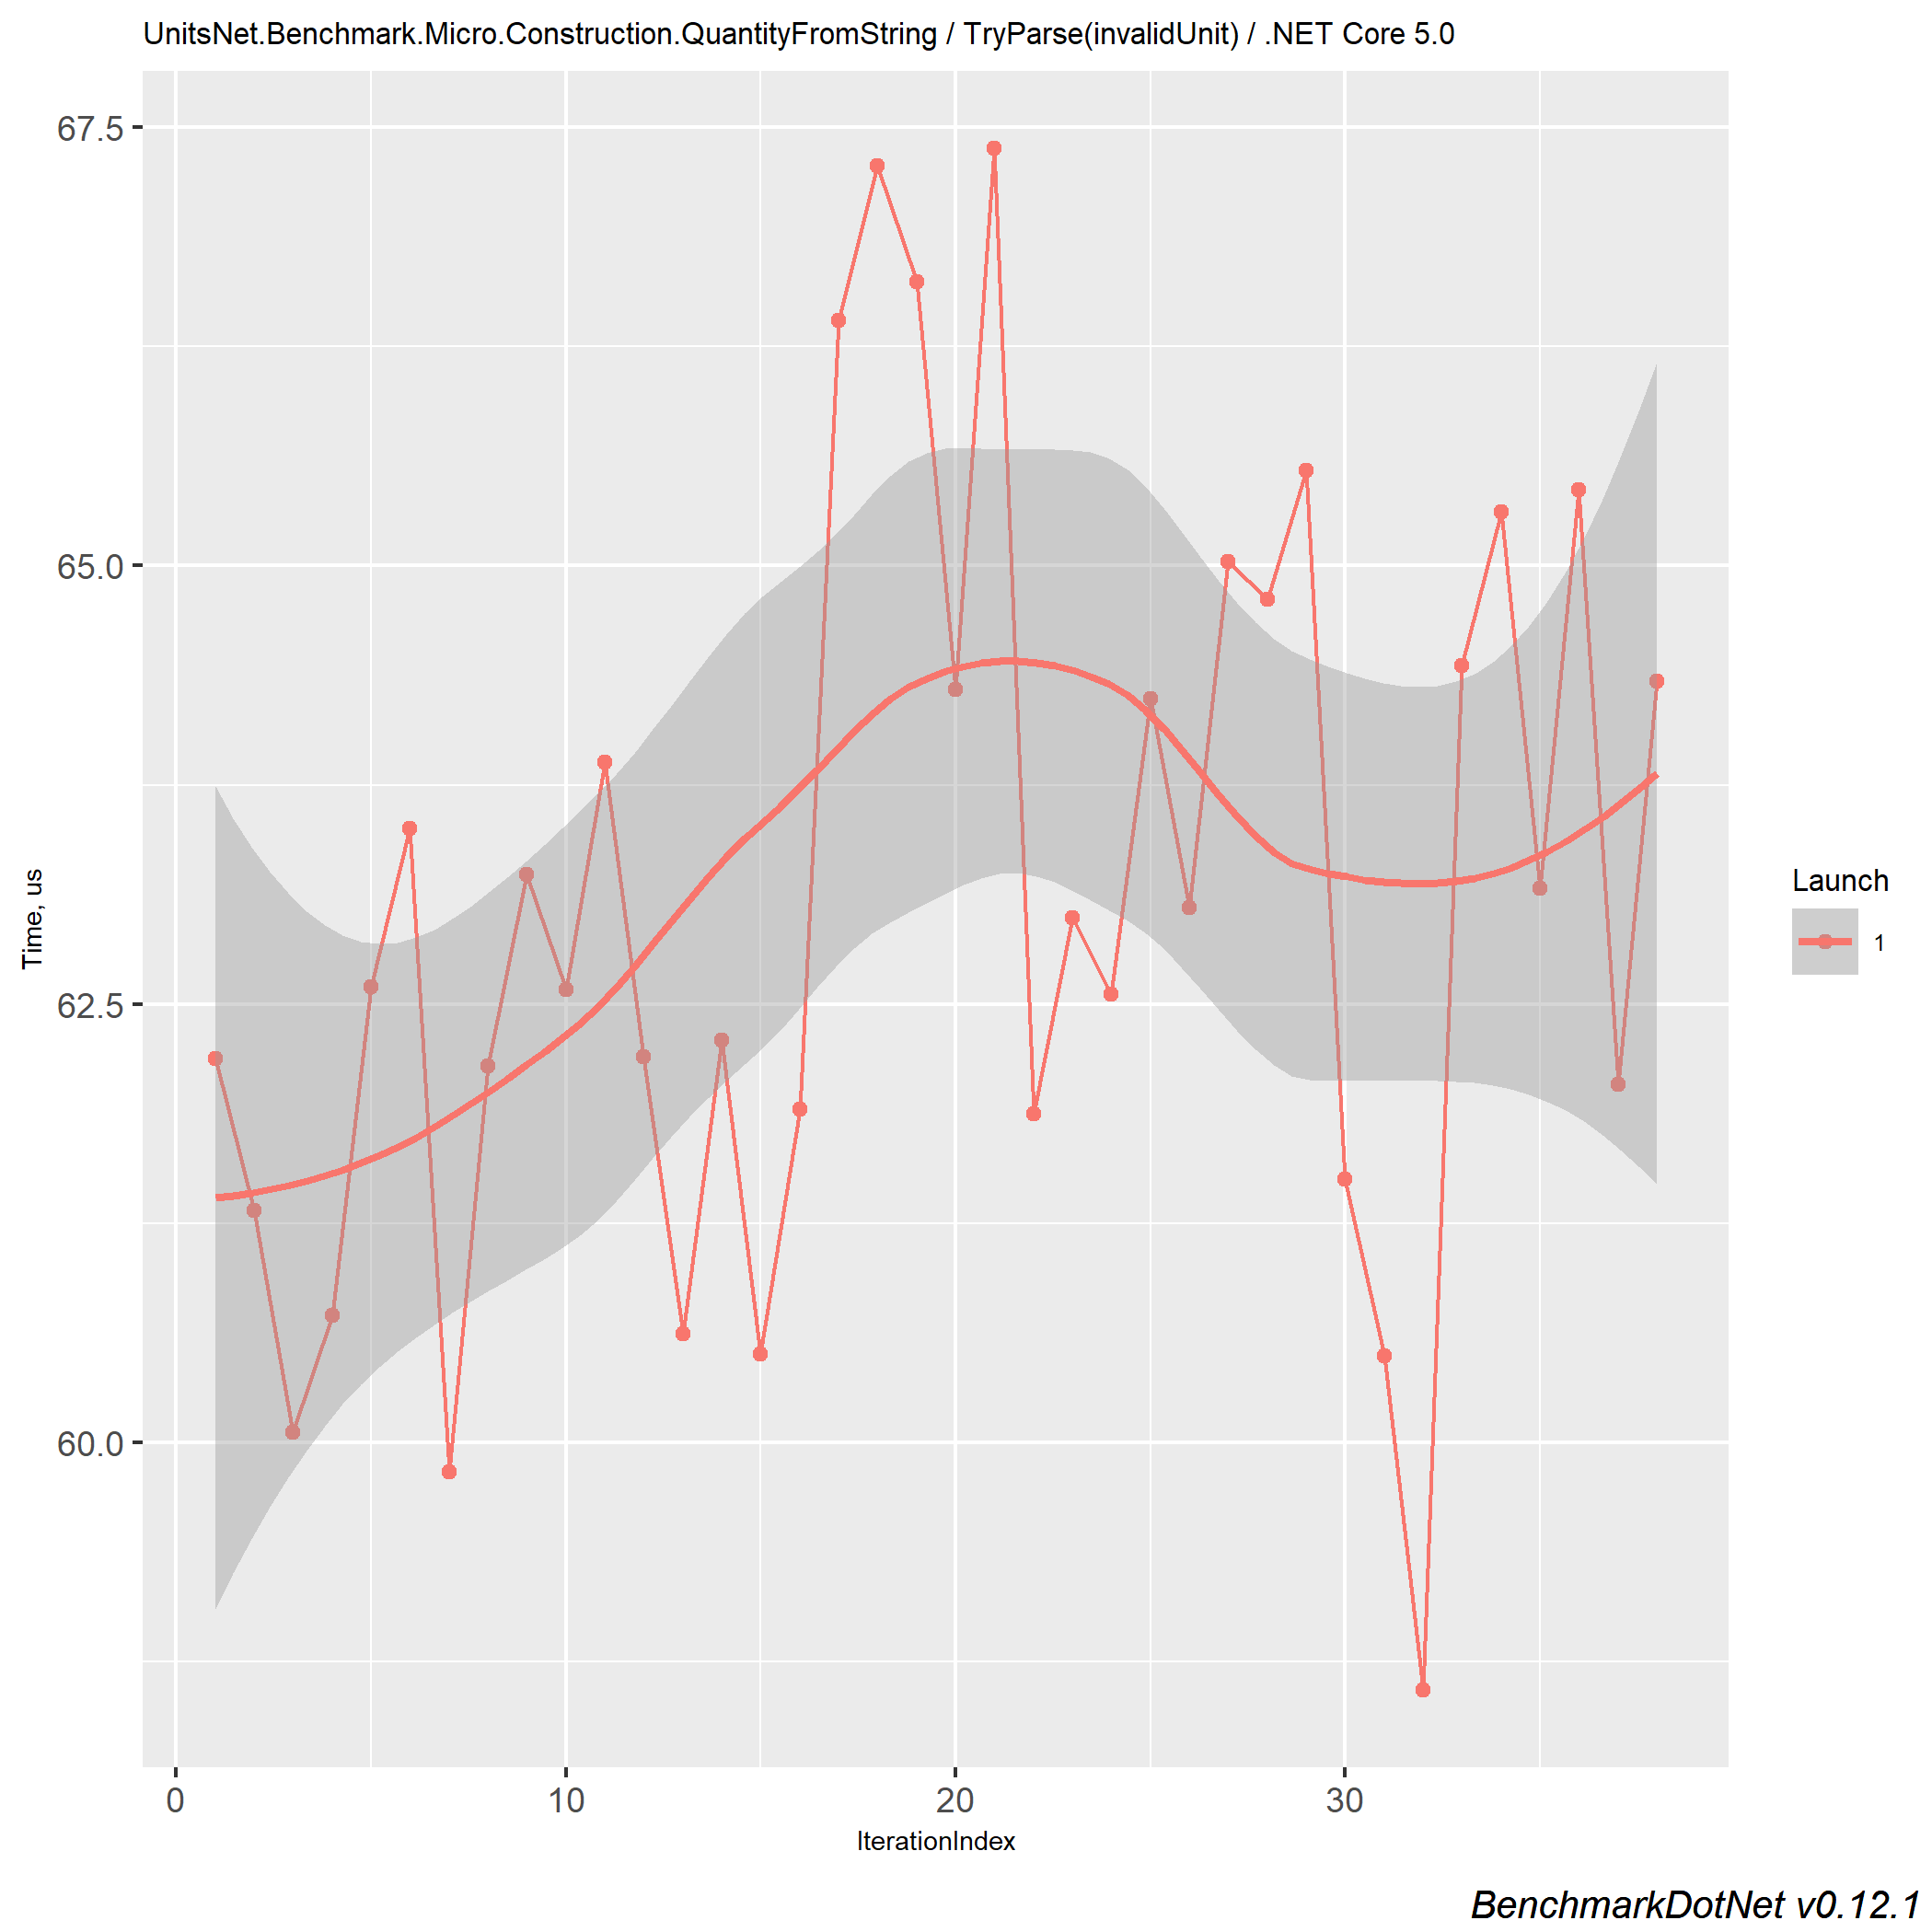 UnitsNet.Benchmark.Micro.Construction.QuantityFromString / TryParse(invalidUnit) / .NET Core 5.0
67.5
65.0
62.5
60.0
Time, us
0 10 20 30
IterationIndex
Launch
1
BenchmarkDotNet v0.12.1